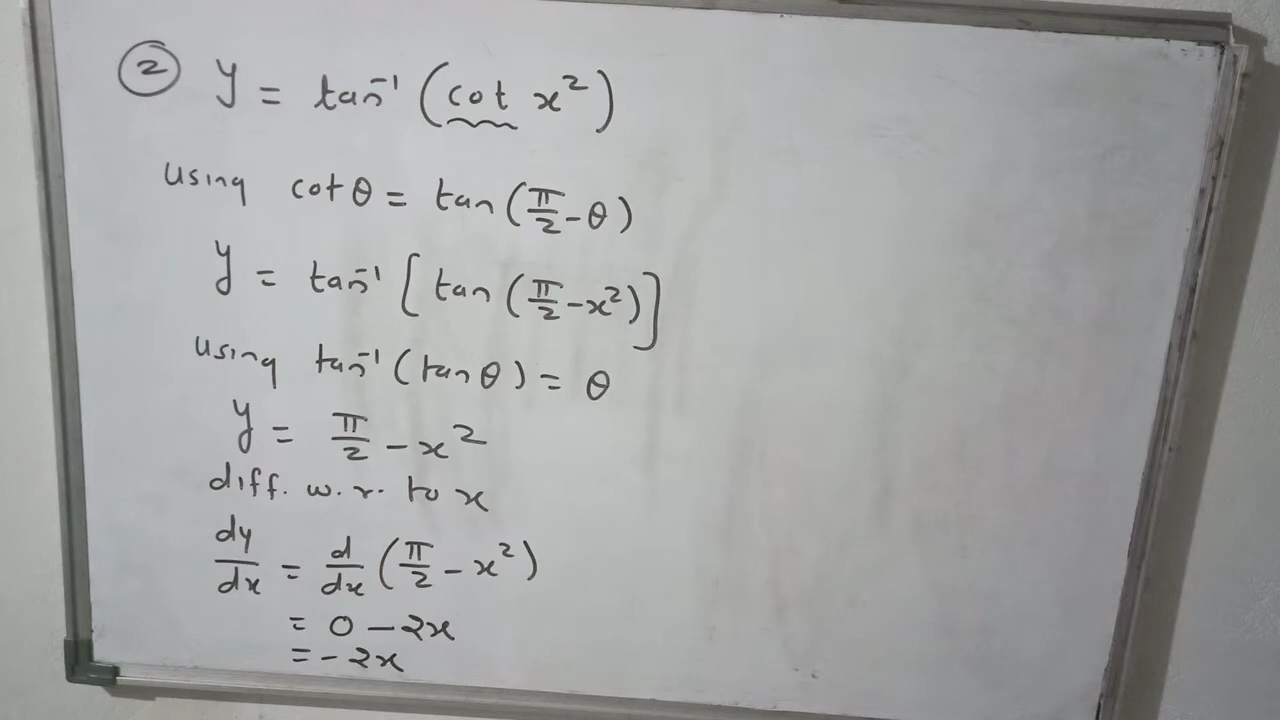 ② y = tan⁻¹ (cot x²)
using cot θ = tan(π/2 - θ)
y = tan⁻¹ [tan (π/2 - x²)]
using tan⁻¹ (tan θ) = θ
y = π/2 - x²
diff. w.r. to x
dy/dx = d/dx (π/2 - x²)
= 0 - 2x
= - 2x